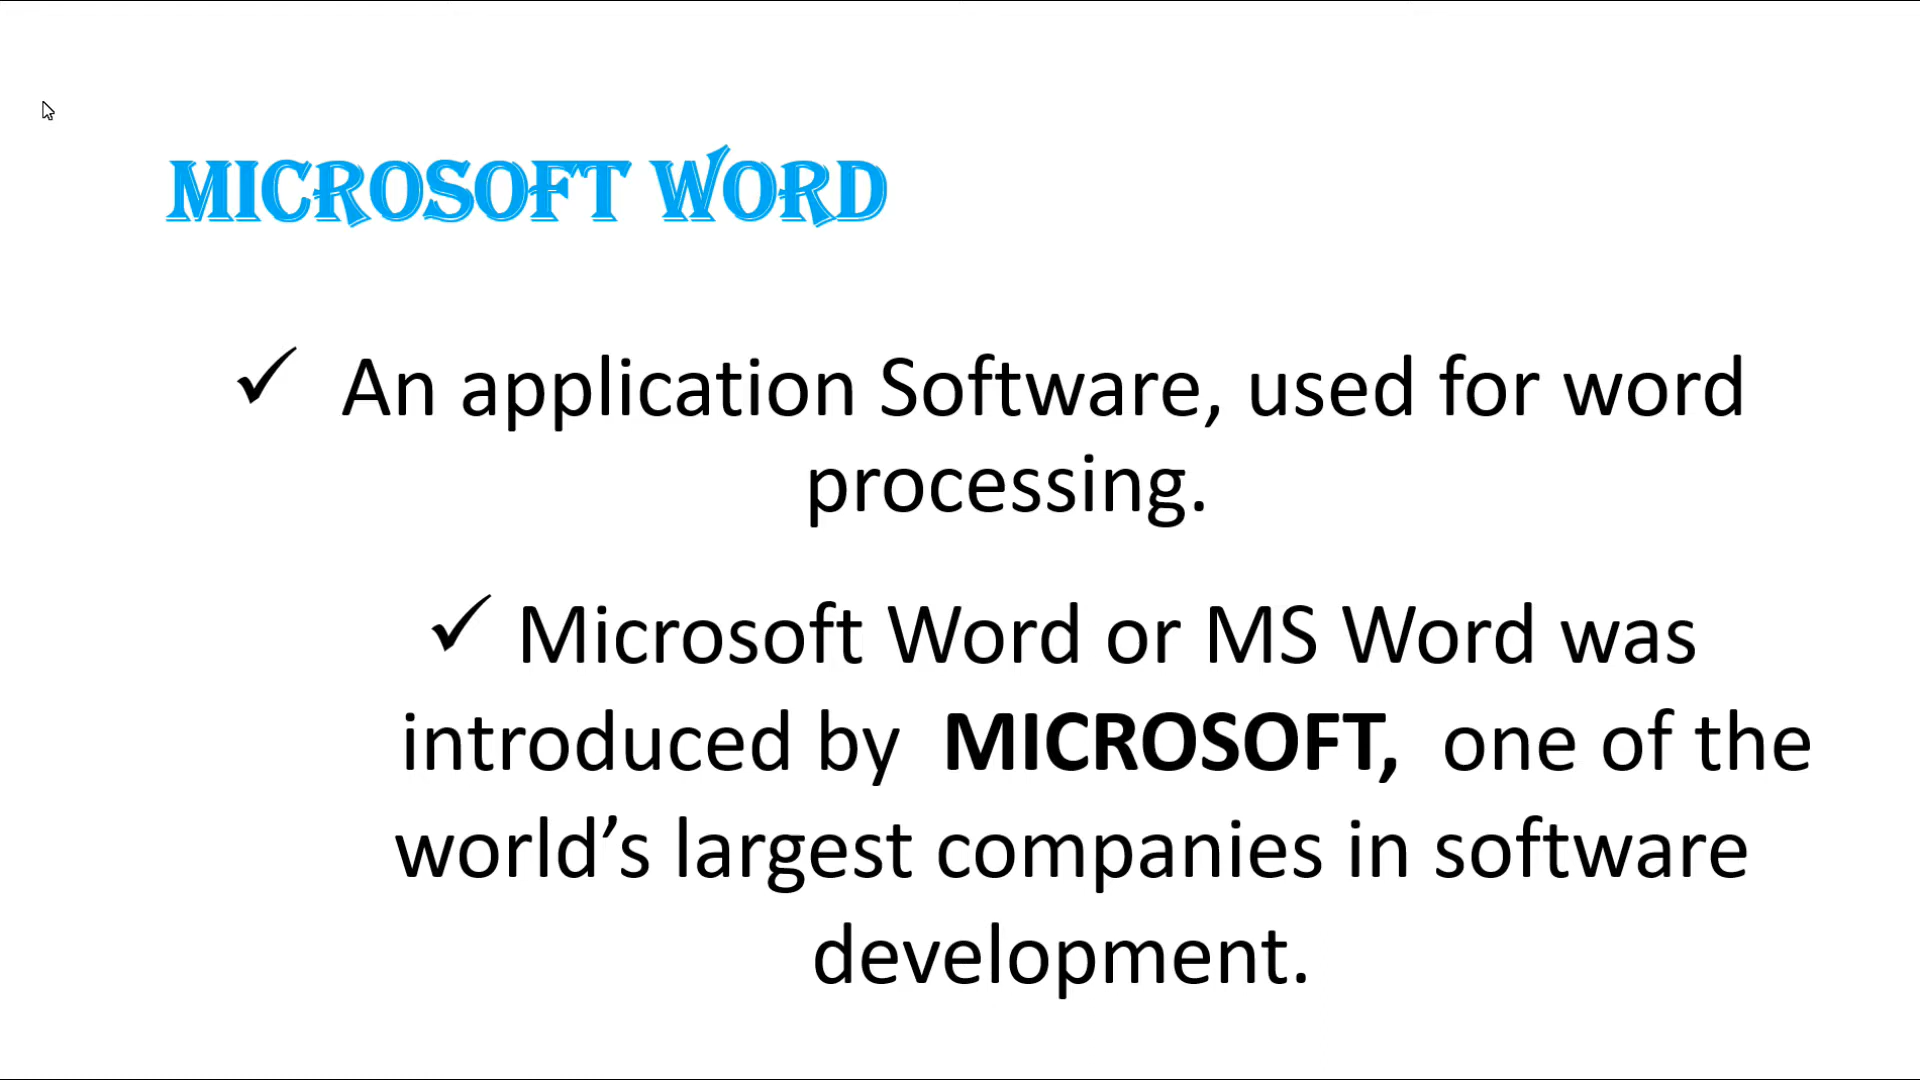 MICROSOFT WORD
✓ An application Software, used for word
processing.
✓ Microsoft Word or MS Word was
introduced by MICROSOFT, one of the
world’s largest companies in software
development.